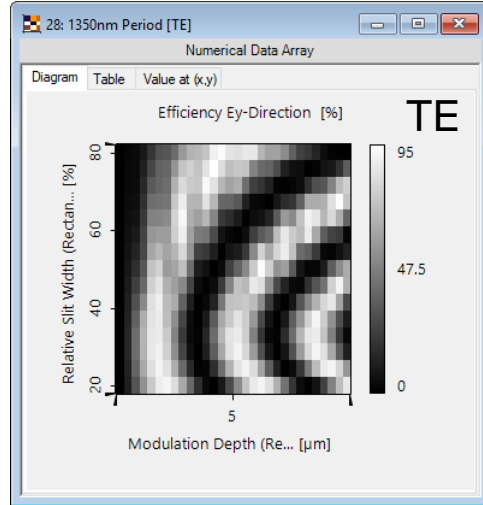 28: 1350nm Period [TE]
Numerical Data Array
Diagram Table Value at (x,y)
Efficiency Ey-Direction [%]
TE
Relative Slit Width (Rectan... [%]
80
60
40
20
95
47.5
0
5
Modulation Depth (Re... [µm]